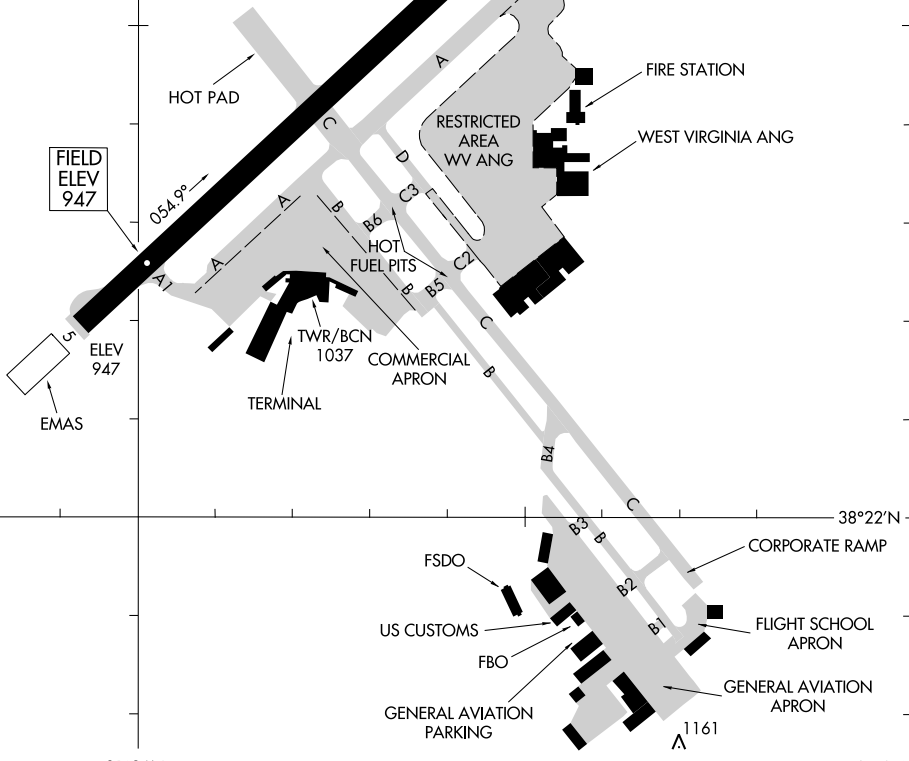 A
FIRE STATION
HOT PAD
C
RESTRICTED
AREA
WV ANG
WEST VIRGINIA ANG
D
FIELD
ELEV
947
054.9°
A
B
B6
C3
HOT
FUEL PITS
A
A1
C2
B
B5
5
ELEV
947
TWR/BCN
1037
C
COMMERCIAL
APRON
B
TERMINAL
EMAS
B4
C
38°22'N
B3
B
CORPORATE RAMP
FSDO
B2
US CUSTOMS
B1
FLIGHT SCHOOL
APRON
FBO
GENERAL AVIATION
APRON
GENERAL AVIATION
PARKING
1161